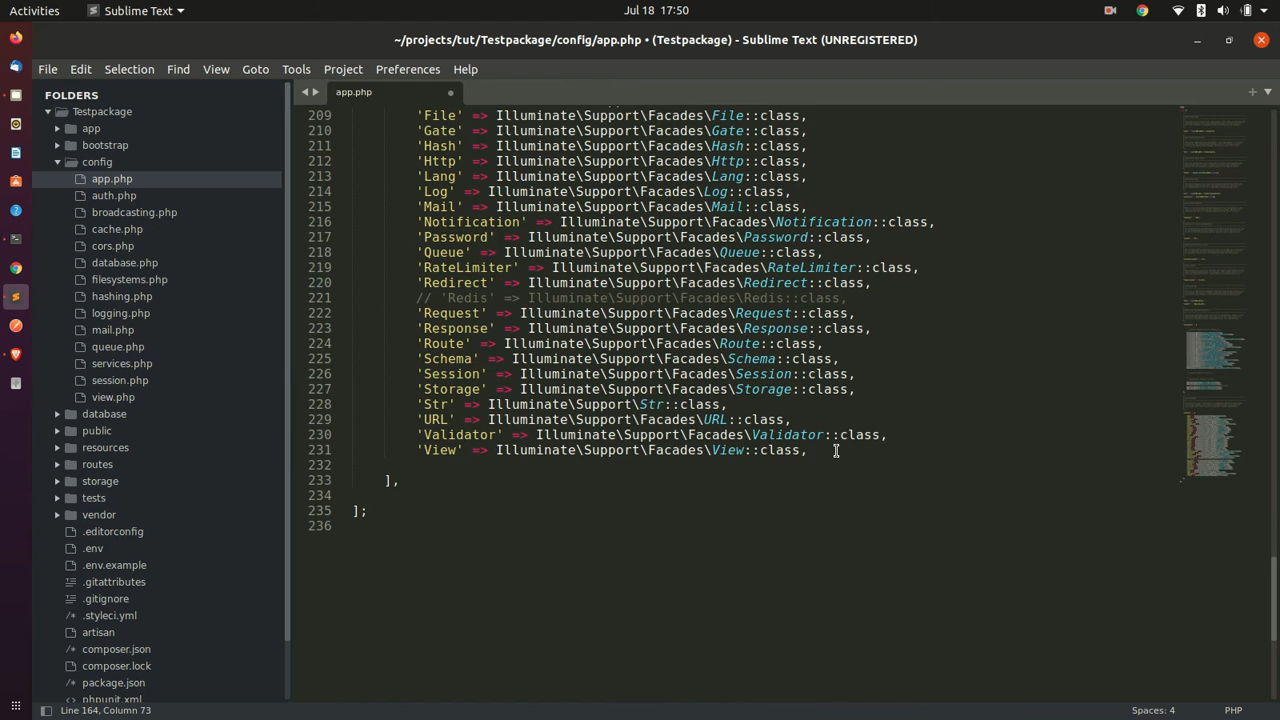 Activities
Sublime Text
Jul 18 17:50
~/projects/tut/Testpackage/config/app.php • (Testpackage) - Sublime Text (UNREGISTERED)
File Edit Selection Find View Goto Tools Project Preferences Help
FOLDERS
Testpackage
app
bootstrap
config
app.php
auth.php
broadcasting.php
cache.php
cors.php
database.php
filesystems.php
hashing.php
logging.php
mail.php
queue.php
services.php
session.php
view.php
database
public
resources
routes
storage
tests
vendor
.editorconfig
.env
.env.example
.gitattributes
.gitignore
/* .styleci.yml
artisan
/* composer.json
composer.lock
/* package.json
phpunit.xml
app.php
209 'File' => Illuminate\Support\Facades\File::class,
210 'Gate' => Illuminate\Support\Facades\Gate::class,
211 'Hash' => Illuminate\Support\Facades\Hash::class,
212 'Http' => Illuminate\Support\Facades\Http::class,
213 'Lang' => Illuminate\Support\Facades\Lang::class,
214 'Log' => Illuminate\Support\Facades\Log::class,
215 'Mail' => Illuminate\Support\Facades\Mail::class,
216 'Notification' => Illuminate\Support\Facades\Notification::class,
217 'Password' => Illuminate\Support\Facades\Password::class,
218 'Queue' => Illuminate\Support\Facades\Queue::class,
219 'RateLimiter' => Illuminate\Support\Facades\RateLimiter::class,
220 'Redirect' => Illuminate\Support\Facades\Redirect::class,
221 // 'Redis' => Illuminate\Support\Facades\Redis::class,
222 'Request' => Illuminate\Support\Facades\Request::class,
223 'Response' => Illuminate\Support\Facades\Response::class,
224 'Route' => Illuminate\Support\Facades\Route::class,
225 'Schema' => Illuminate\Support\Facades\Schema::class,
226 'Session' => Illuminate\Support\Facades\Session::class,
227 'Storage' => Illuminate\Support\Facades\Storage::class,
228 'Str' => Illuminate\Support\Str::class,
229 'URL' => Illuminate\Support\Facades\URL::class,
230 'Validator' => Illuminate\Support\Facades\Validator::class,
231 'View' => Illuminate\Support\Facades\View::class,
232
233 ],
234
235 ];
236
Line 164, Column 73
Spaces: 4
PHP